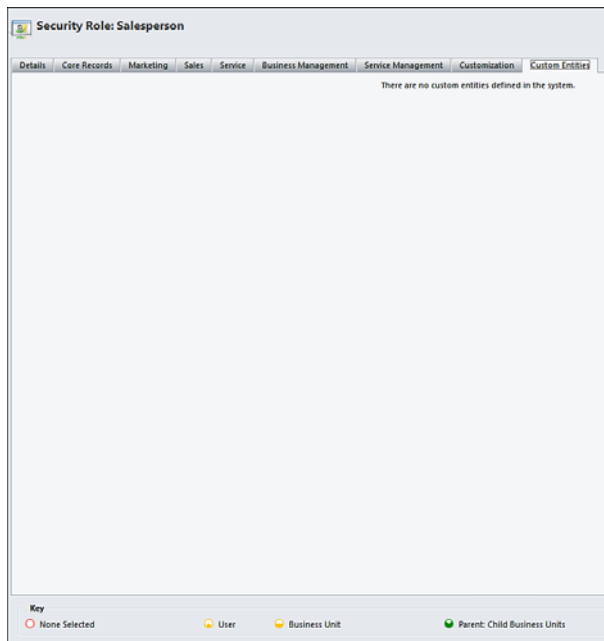 Security Role: Salesperson
Details Core Records Marketing Sales Service Business Management Service Management Customization Custom Entities
There are no custom entities defined in the system.
Key
None Selected User Business Unit Parent: Child Business Units